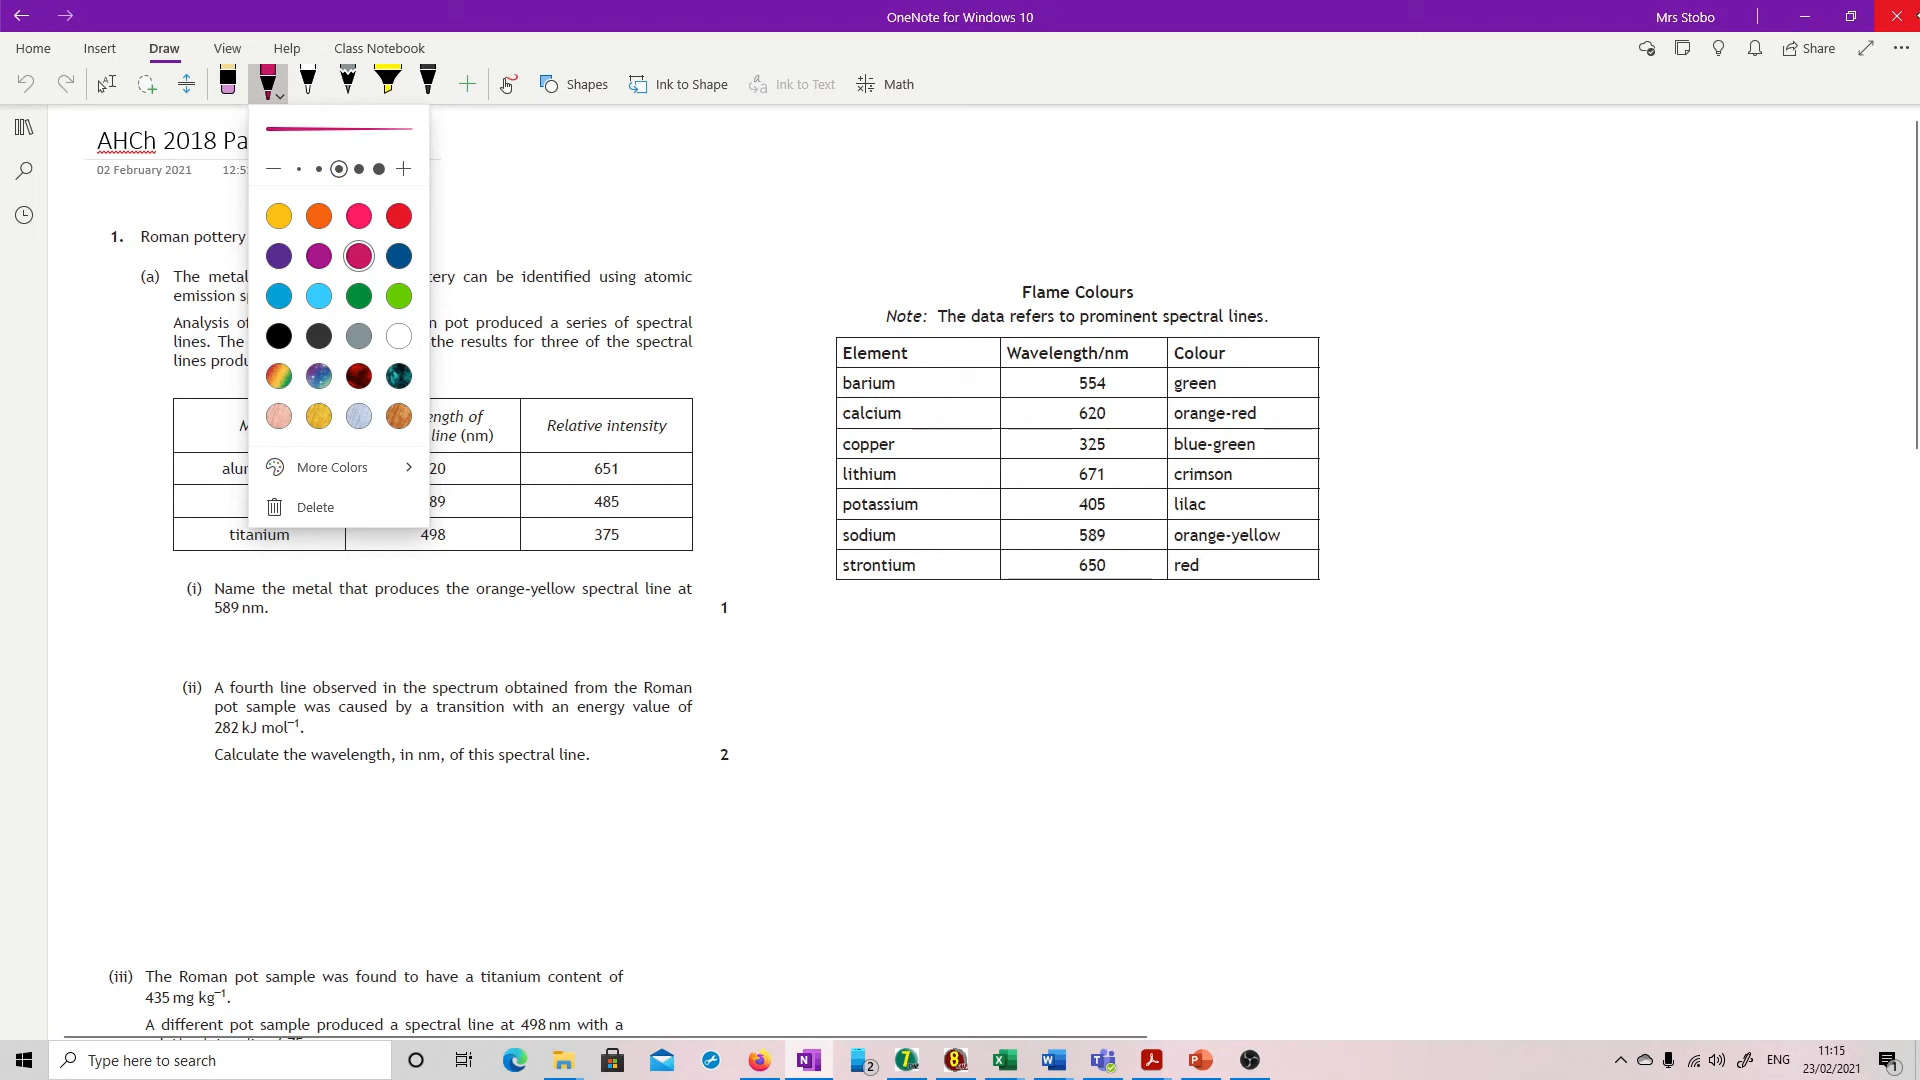 OneNote for Windows 10
Mrs Stobo
Home Insert Draw View Help Class Notebook
Share
Shapes Ink to Shape Ink to Text Math
AHCh 2018 Pa
02 February 2021 12:5
1. Roman pottery
(a) The metal tery can be identified using atomic
emission s
Analysis of n pot produced a series of spectral
lines. The the results for three of the spectral
lines produ
M ength of
line (nm) Relative intensity
alu 20 651
89 485
titanium 498 375
(i) Name the metal that produces the orange-yellow spectral line at
589 nm. 1
(ii) A fourth line observed in the spectrum obtained from the Roman
pot sample was caused by a transition with an energy value of
282 kJ mol⁻¹.
Calculate the wavelength, in nm, of this spectral line. 2
(iii) The Roman pot sample was found to have a titanium content of
435 mg kg⁻¹.
A different pot sample produced a spectral line at 498 nm with a
More Colors
Delete
Flame Colours
Note: The data refers to prominent spectral lines.
Element Wavelength/nm Colour
barium 554 green
calcium 620 orange-red
copper 325 blue-green
lithium 671 crimson
potassium 405 lilac
sodium 589 orange-yellow
strontium 650 red
Type here to search
2
7
8
ENG
11:15
23/02/2021
1